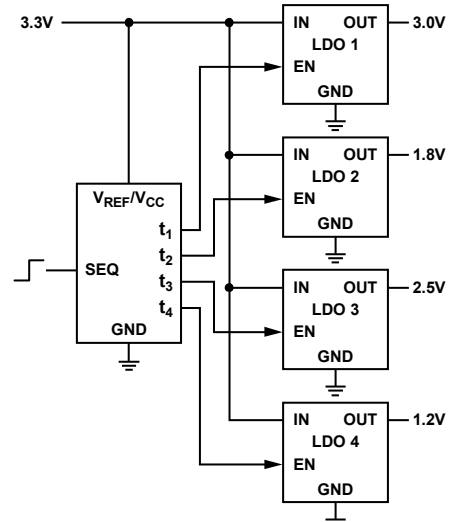 3.3V
IN OUT 3.0V
LDO 1
EN
GND
IN OUT 1.8V
LDO 2
EN
GND
V_REF/V_CC
t₁
t₂
SEQ
t₃
t₄
GND
IN OUT 2.5V
LDO 3
EN
GND
IN OUT 1.2V
LDO 4
EN
GND